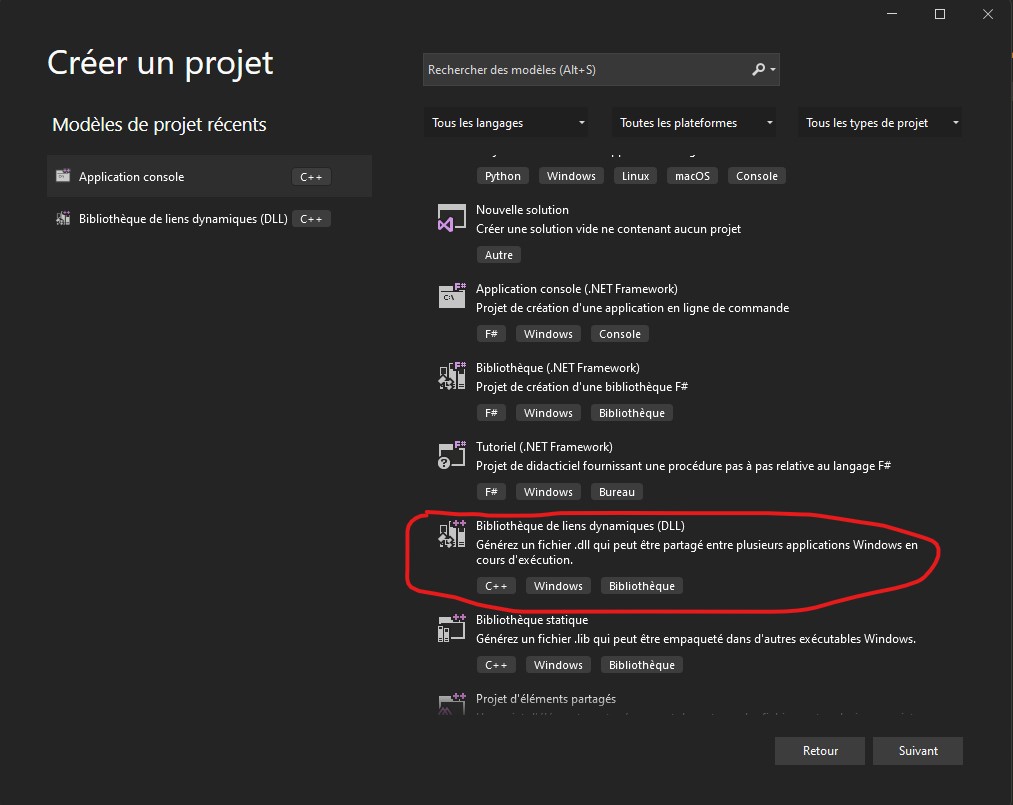 Créer un projet
Rechercher des modèles (Alt+S)
Modèles de projet récents
Tous les langages
Toutes les plateformes
Tous les types de projet
Application console
C++
Bibliothèque de liens dynamiques (DLL)
C++
Python
Windows
Linux
macOS
Console
Nouvelle solution
Créer une solution vide ne contenant aucun projet
Autre
Application console (.NET Framework)
Projet de création d'une application en ligne de commande
F#
Windows
Console
Bibliothèque (.NET Framework)
Projet de création d'une bibliothèque F#
F#
Windows
Bibliothèque
Tutoriel (.NET Framework)
Projet de didacticiel fournissant une procédure pas à pas relative au langage F#
F#
Windows
Bureau
Bibliothèque de liens dynamiques (DLL)
Générez un fichier .dll qui peut être partagé entre plusieurs applications Windows en
cours d'exécution.
C++
Windows
Bibliothèque
Bibliothèque statique
Générez un fichier .lib qui peut être empaqueté dans d'autres exécutables Windows.
C++
Windows
Bibliothèque
Projet d'éléments partagés
Retour
Suivant